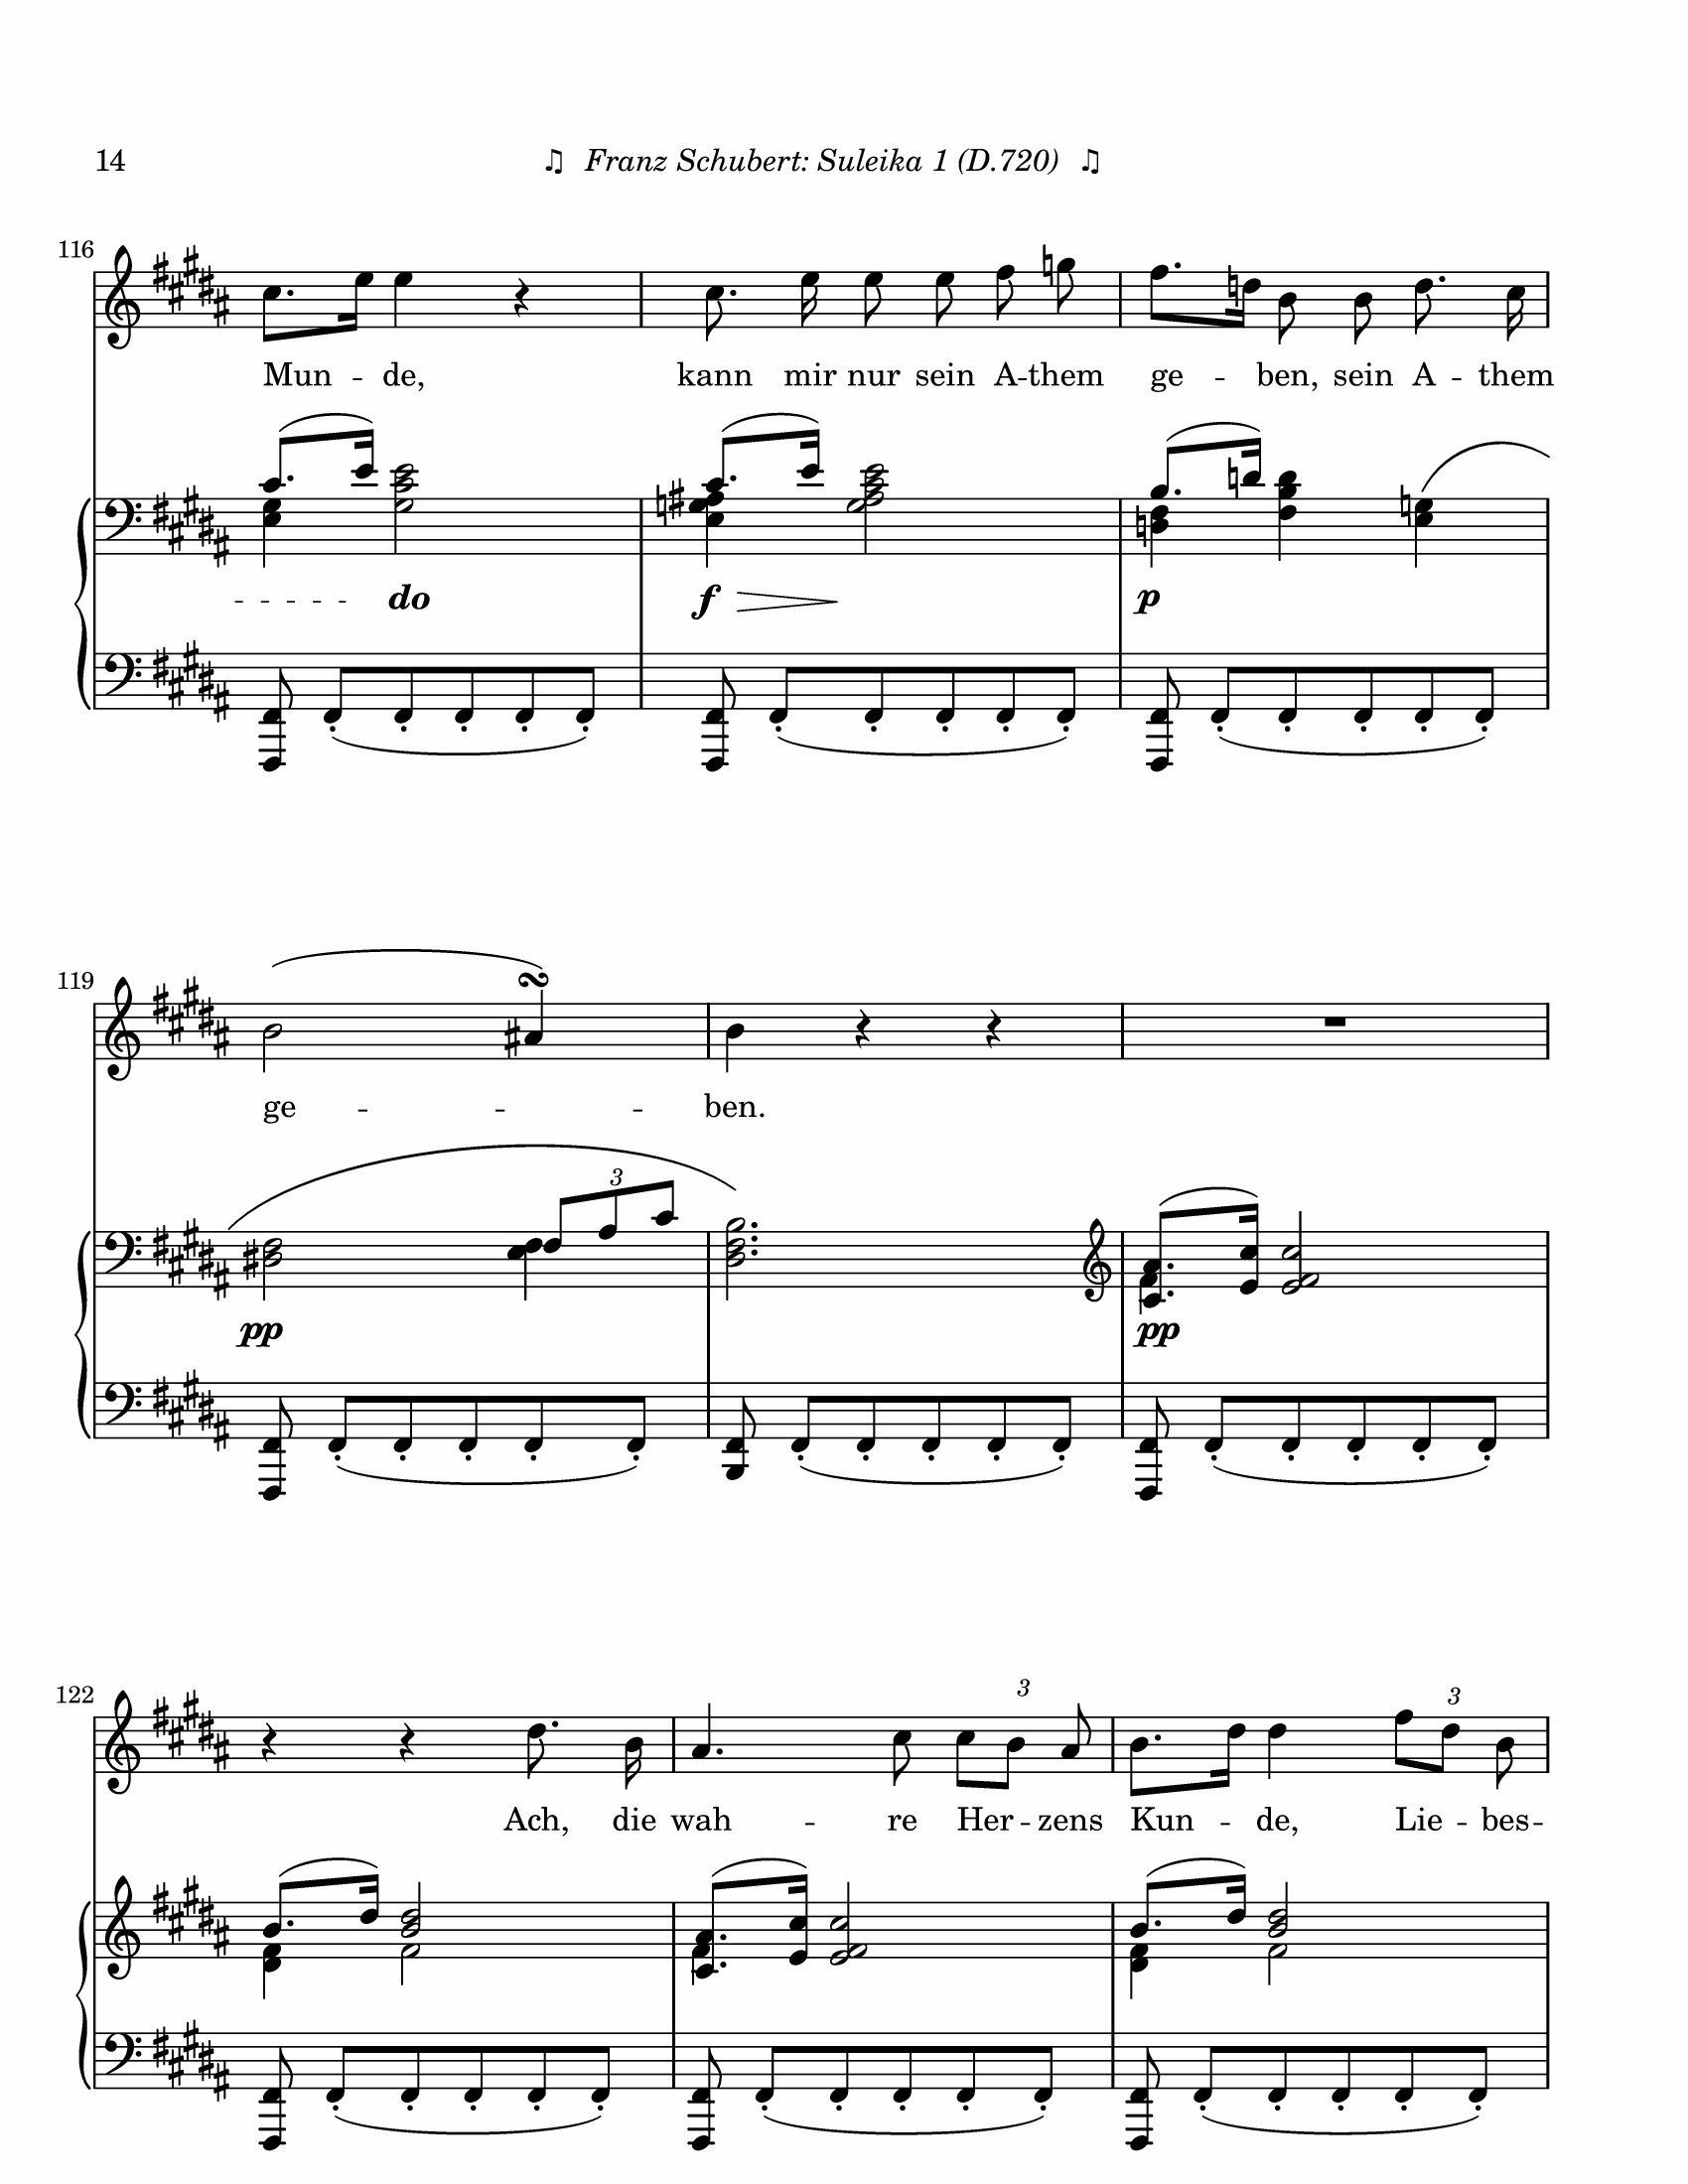 14 ♫ Franz Schubert: Suleika 1 (D.720) ♫
116
Mun - de, kann mir nur sein A - them ge - ben, sein A - them
- - - - - do f p
119
ge - - ben.
3
pp pp
122
3 3
Ach, die wah - re Her - zens Kun - de, Lie - bes -